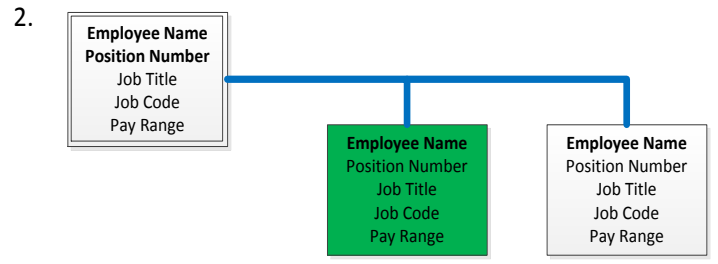 2.
Employee Name
Position Number
Job Title
Job Code
Pay Range
Employee Name
Position Number
Job Title
Job Code
Pay Range
Employee Name
Position Number
Job Title
Job Code
Pay Range